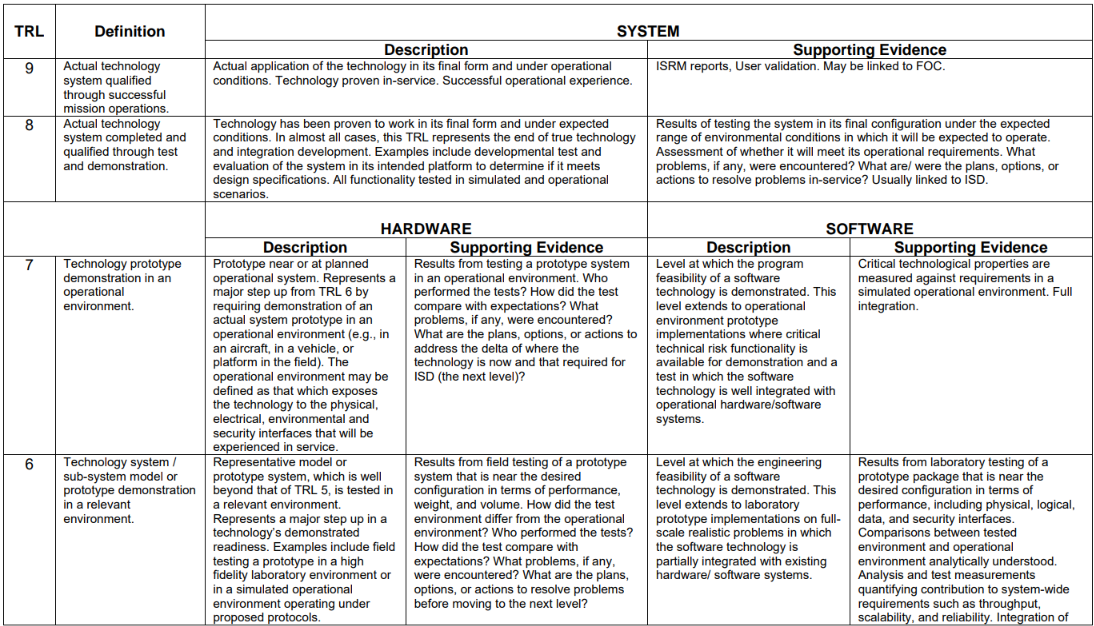 TRL
Definition
SYSTEM
Description
Supporting Evidence
9
Actual technology
system qualified
through successful
mission operations.
Actual application of the technology in its final form and under operational
conditions. Technology proven in-service. Successful operational experience.
ISRM reports, User validation. May be linked to FOC.
8
Actual technology
system completed and
qualified through test
and demonstration.
Technology has been proven to work in its final form and under expected
conditions. In almost all cases, this TRL represents the end of true technology
and integration development. Examples include developmental test and
evaluation of the system in its intended platform to determine if it meets
design specifications. All functionality tested in simulated and operational
scenarios.
Results of testing the system in its final configuration under the expected
range of environmental conditions in which it will be expected to operate.
Assessment of whether it will meet its operational requirements. What
problems, if any, were encountered? What are/ were the plans, options, or
actions to resolve problems in-service? Usually linked to ISD.
HARDWARE
SOFTWARE
Description
Supporting Evidence
Description
Supporting Evidence
7
Technology prototype
demonstration in an
operational
environment.
Prototype near or at planned
operational system. Represents a
major step up from TRL 6 by
requiring demonstration of an
actual system prototype in an
operational environment (e.g., in
an aircraft, in a vehicle, or
platform in the field). The
operational environment may be
defined as that which exposes
the technology to the physical,
electrical, environmental and
security interfaces that will be
experienced in service.
Results from testing a prototype system
in an operational environment. Who
performed the tests? How did the test
compare with expectations? What
problems, if any, were encountered?
What are the plans, options, or actions to
address the delta of where the
technology is now and that required for
ISD (the next level)?
Level at which the program
feasibility of a software
technology is demonstrated. This
level extends to operational
environment prototype
implementations where critical
technical risk functionality is
available for demonstration and a
test in which the software
technology is well integrated with
operational hardware/software
systems.
Critical technological properties are
measured against requirements in a
simulated operational environment. Full
integration.
6
Technology system /
sub-system model or
prototype demonstration
in a relevant
environment.
Representative model or
prototype system, which is well
beyond that of TRL 5, is tested in
a relevant environment.
Represents a major step up in a
technology's demonstrated
readiness. Examples include field
testing a prototype in a high
fidelity laboratory environment or
in a simulated operational
environment operating under
proposed protocols.
Results from field testing of a prototype
system that is near the desired
configuration in terms of performance,
weight, and volume. How did the test
environment differ from the operational
environment? Who performed the tests?
How did the test compare with
expectations? What problems, if any,
were encountered? What are the plans,
options, or actions to resolve problems
before moving to the next level?
Level at which the engineering
feasibility of a software
technology is demonstrated. This
level extends to laboratory
prototype implementations on full-
scale realistic problems in which
the software technology is
partially integrated with existing
hardware/ software systems.
Results from laboratory testing of a
prototype package that is near the
desired configuration in terms of
performance, including physical, logical,
data, and security interfaces.
Comparisons between tested
environment and operational
environment analytically understood.
Analysis and test measurements
quantifying contribution to system-wide
requirements such as throughput,
scalability, and reliability. Integration of